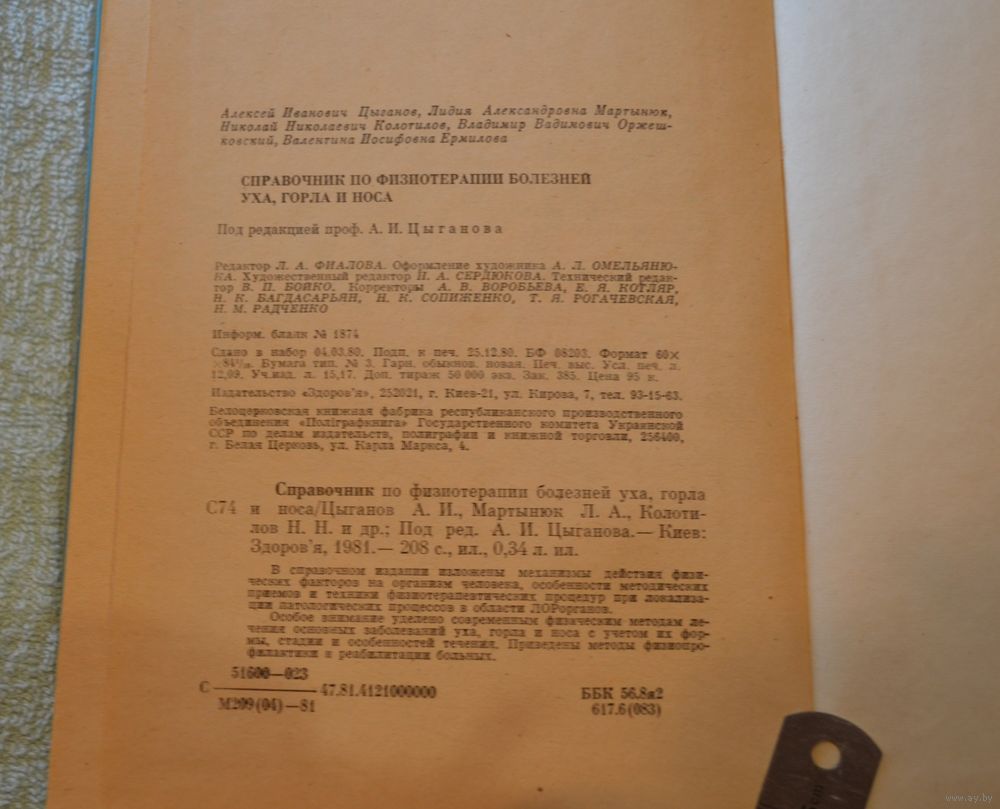 Алексей Иванович Цыганов, Лидия Александровна Мартынюк,
Николай Николаевич Колотилов, Владимир Вадимович Оржеш-
ковский, Валентина Иосифовна Ермилова
СПРАВОЧНИК ПО ФИЗИОТЕРАПИИ БОЛЕЗНЕЙ
УХА, ГОРЛА И НОСА
Под редакцией проф. А. И. Цыганова
Редактор Л. А. ФИАЛОВА. Оформление художника А. Л. ОМЕЛЬЯНЮ-
КА. Художественный редактор Н. А. СЕРДЮКОВА. Технический редак-
тор В. П. БОЙКО. Корректоры А. В. ВОРОБЬЕВА, Е. Я. КОТЛЯР,
Н. К. БАГДАСАРЬЯН, Н. К. СОПИЖЕНКО, Т. Я. РОГАЧЕВСКАЯ,
Н. М. РАДЧЕНКО
Информ. бланк № 1874
Сдано в набор 04.03.80. Подп. к печ. 25.12.80. БФ 08203. Формат 60×
Бумага тип. № 3. Гарн. обыкнов. новая. Печ. выс. Усл. печ. л.
12,09. Уч.изд. л. 15,17. Доп. тираж 50 000 экз. Зак. 385. Цена 95 к.
Издательство «Здоров'я», 252021, г. Киев-21, ул. Кирова, 7, тел. 93-15-63.
Белоцерковская книжная фабрика республиканского производственного
объединения «Поліграфкнига» Государственного комитета Украинской
ССР по делам издательств, полиграфии и книжной торговли, 256400,
г. Белая Церковь, ул. Карла Маркса, 4.
Справочник по физиотерапии болезней уха, горла
С74 и носа/Цыганов А. И., Мартынюк Л. А., Колоти-
лов Н. Н. и др.; Под ред. А. И. Цыганова.— Киев:
Здоров'я, 1981.— 208 с., ил., 0,34 л. ил.
В справочном издании изложены механизмы действия физи-
ческих факторов на организм человека, особенности методических
приемов и техники физиотерапевтических процедур при локализа-
ции патологических процессов в области ЛОРорганов.
Особое внимание уделено современным физическим методам ле-
чения основных заболеваний уха, горла и носа с учетом их фор-
мы, стадии и особенностей течения. Приведены методы физиопро-
филактики и реабилитации больных.
51600—023
С 47.81.4121000000 ББК 56.8я2
М209(04)—81 617.6(083)
www.ay.by